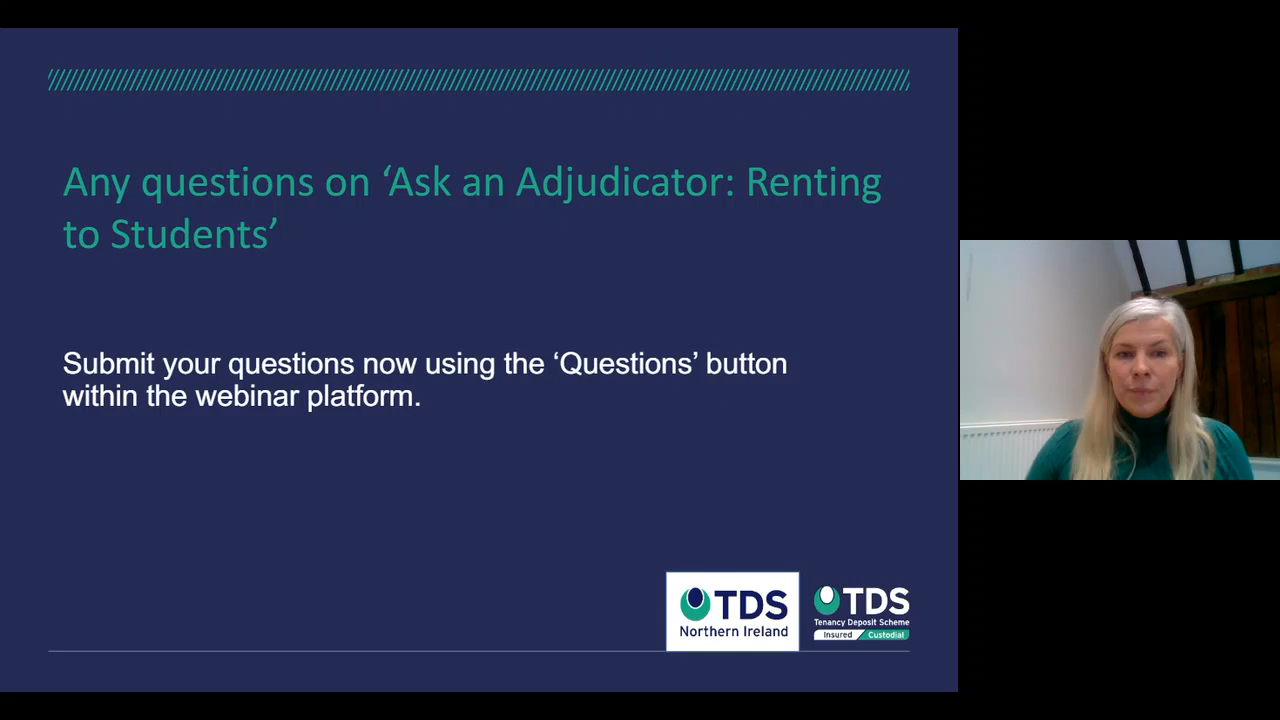 Any questions on ‘Ask an Adjudicator: Renting
to Students’
Submit your questions now using the ‘Questions’ button
within the webinar platform.
TDS
Northern Ireland
TDS
Tenancy Deposit Scheme
Insured Custodial